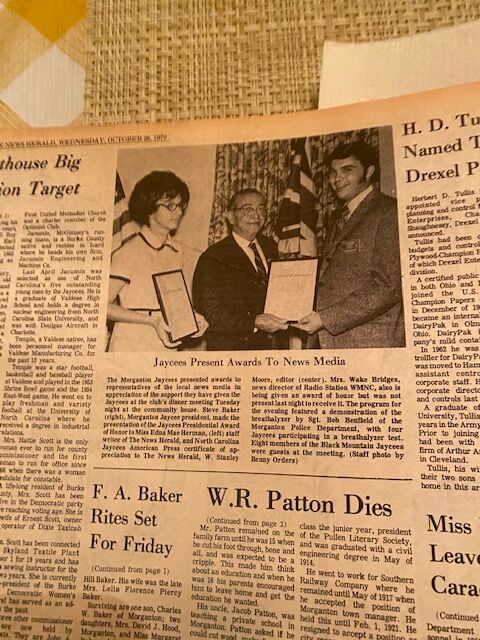 NEWS HERALD, WEDNESDAY, OCTOBER 28, 1970
thouse Big
ion Target
First United Methodist Church
and a charter member of the
Optimist Club.
Jacumin, McGimsey's run-
ning mate, is a Burke County
native and resides in Icard
where he heads his own firm,
Jacumin Engineering and
Machine Co.
Last April Jacumin was
selected as one of North
Carolina's five outstanding
young men by the Jaycees. He is
a graduate of Valdese High
School and holds a degree in
nuclear engineering from North
Carolina State University, and
was with Douglas Aircraft in
Charlotte.
Temple, a Valdese native, has
been personnel manager for
Valdese Manufacturing Co. for
the past 12 years.
Temple was a star football,
basketball and baseball player
at Valdese and played in the 1953
Shrine Bowl game and the 1954
East-West game. He went on to
play freshman and varsity
football at the University of
North Carolina where he
received a degree in industrial
relations.
Mrs. Hattie Scott is the only
woman ever to run for county
commissioner and the first
woman to run for office since
when there was a woman
candidate for constable.
A life-long resident of Burke
County, Mrs. Scott has been
active in the Democratic party
since reaching voting age. She is
wife of Ernest Scott, owner
operator of Dixie Taxicab
Mrs. Scott has been connected
Skyland Textile Plant
1 for 19 years and has
a sewing instructor for the
years. She is currently
president of the Burke
Democratic Women's
and has served as an
the past.
other commissioner
are now held by
Jaycees Present Awards To News Media
The Morganton Jaycees presented awards to
representatives of the local news media in
appreciation of the support they have given the
Jaycees at the club's dinner meeting Tuesday
night at the community house. Steve Baker
(right), Morganton Jaycee president, made the
presentation of the Jaycees Presidential Award
of Honor to Miss Edna Mae Herman, (left) staff
writer of The News Herald, and North Carolina
Jaycees American Press certificate of ap-
preciation to The News Herald, W. Stanley
Moore, editor (center). Mrs. Wake Bridges,
news director of Radio Station WMNC, also is
being given an award of honor but was not
present last night to receive it. The program for
the evening featured a demonstration of the
breathalyzer by Sgt. Bob Benfield of the
Morganton Police Department, with four
Jaycees participating in a breathalyzer test.
Eight members of the Black Mountain Jaycees
were guests at the meeting. (Staff photo by
Beany Orders)
F. A. Baker
Rites Set
For Friday
(Continued from page 1)
Hill Baker. His wife was the late
Mrs. Lelia Florence Piercy
Baker.
Surviving are one son, Charles
W. Baker of Morganton; two
daughters, Mrs. David J. Hood,
Morganton, and Miss Margaret
W.R. Patton Dies
(Continued from page 1)
Mr. Patton remained on the
family farm until he was 15 when
he cut his foot, through bone and
all, and was expected to be a
cripple. This made him think
about an education and when he
was 16 his parents encouraged
him to leave home and get the
education he wanted.
His uncle, Jacob Patton, was
teaching a private school in
Morganton. Patton asked if he
class the junior year, president
of the Pullen Literary Society,
and was graduated with a civil
engineering degree in May of
1914.
He went to work for Southern
Railway Company where he
remained until May of 1917 when
he accepted the position of
Morganton town manager. He
held this until Feb. 1, 1921. He
H. D. Tu
Named T
Drexel P
Herbert D. Tullis
appointed vice p
planning and control
Enterprises, Cha
Shaughnessy, Drexel
announced.
Tullis had been
budgets and control
Plywood-Champion
of which Drexel Enter
division.
A certified public
in both Ohio and
joined the U.S.
Champion Papers
in December of 19
became an interna
DairyPak in Olm
Ohio. DairyPak is
pany's mild contai
In 1962 he was
troller for DairyPak
was moved to Ham
assistant contro
corporate staff. H
corporate directo
and controls last
A graduate of
University, Tullis
years in the Army
Prior to joining
had been with
firm of Arthur A
in Cleveland.
Tullis, his wi
their two sons
home in this ar
Miss
Leave
Cara
(Continued
Department